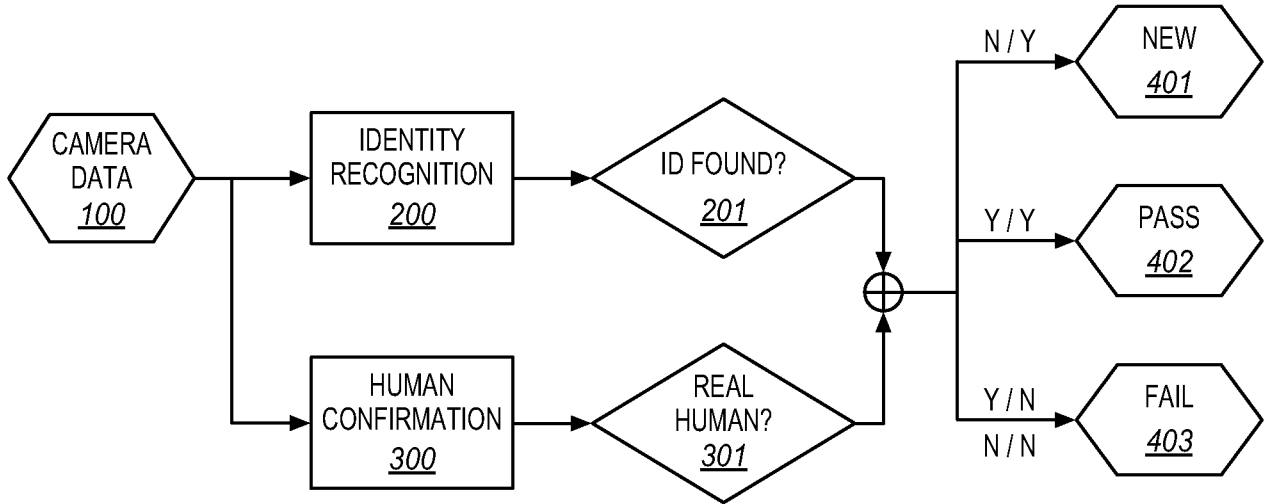 CAMERA
DATA
100
IDENTITY
RECOGNITION
200
ID FOUND?
201
HUMAN
CONFIRMATION
300
REAL
HUMAN?
301
N / Y
NEW
401
Y / Y
PASS
402
Y / N
N / N
FAIL
403